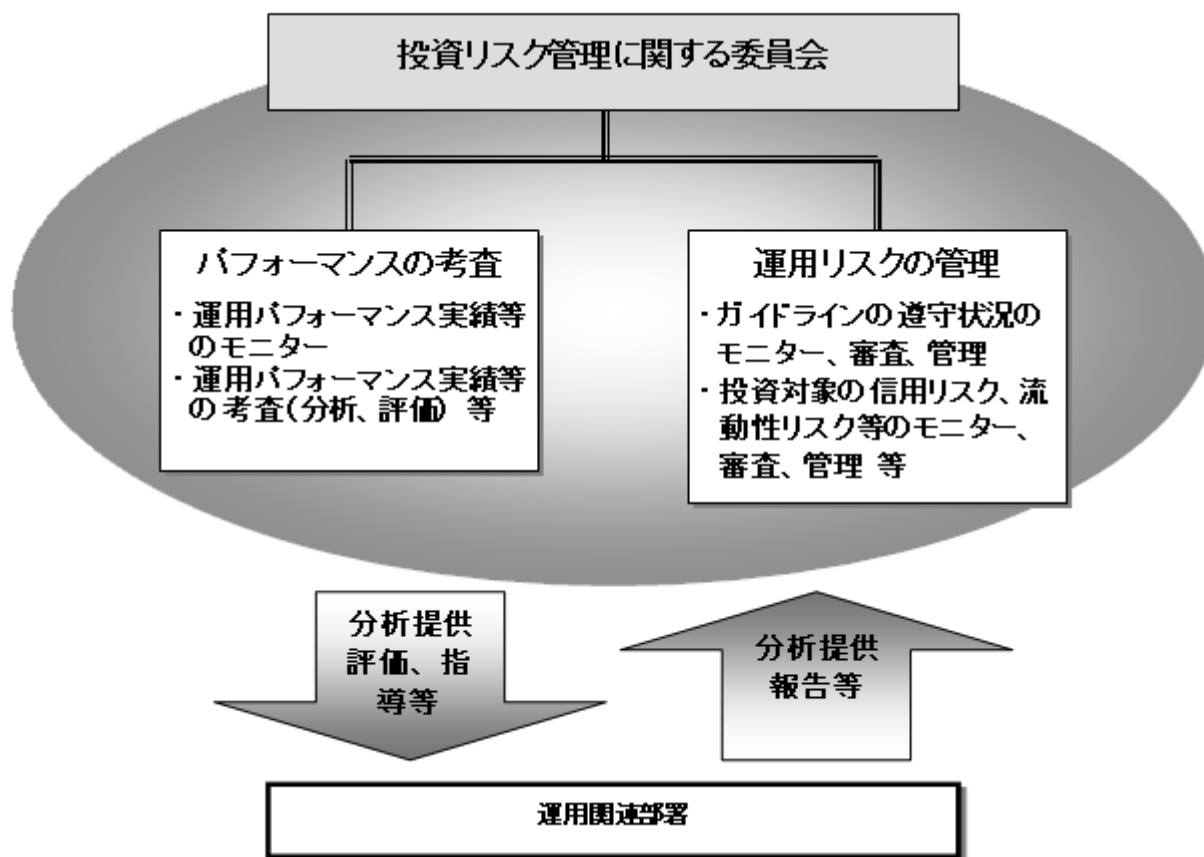 投資リスク管理に関する委員会
パフォーマンスの考査
・運用パフォーマンス実績等
のモニター
・運用パフォーマンス実績等
の考査(分析、評価) 等
運用リスクの管理
・ガイドラインの遵守状況の
モニター、審査、管理
・投資対象の信用リスク、流
動性リスク等のモニター、
審査、管理 等
分析提供
評価、指
導等
分析提供
報告等
運用関連部署